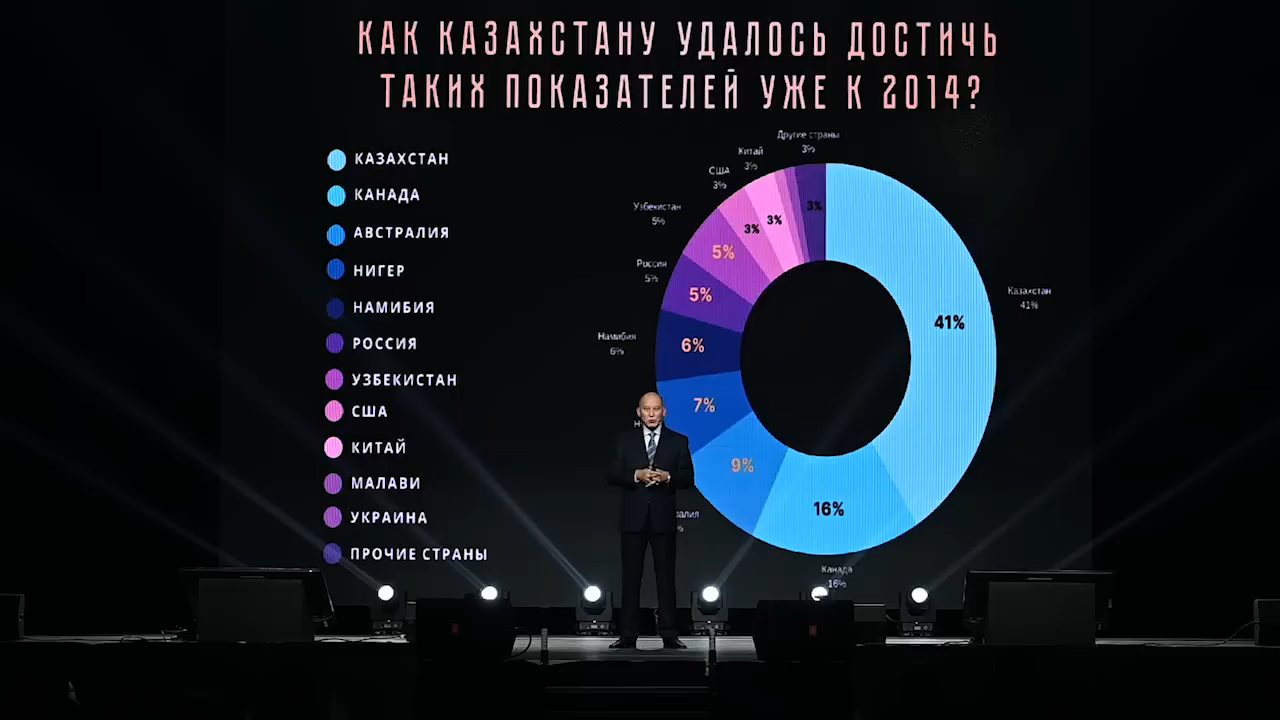 КАК КАЗАХСТАНУ УДАЛОСЬ ДОСТИЧЬ
ТАКИХ ПОКАЗАТЕЛЕЙ УЖЕ К 2014?
КАЗАХСТАН
КАНАДА
АВСТРАЛИЯ
НИГЕР
НАМИБИЯ
РОССИЯ
УЗБЕКИСТАН
США
КИТАЙ
МАЛАВИ
УКРАИНА
ПРОЧИЕ СТРАНЫ
Другие страны
3%
Китай
3%
США
3%
Узбекистан
5%
Россия
5%
Намибия
6%
Казахстан
41%
Канада
16%
41%
16%
9%
7%
6%
5%
5%
3%
3%
3%